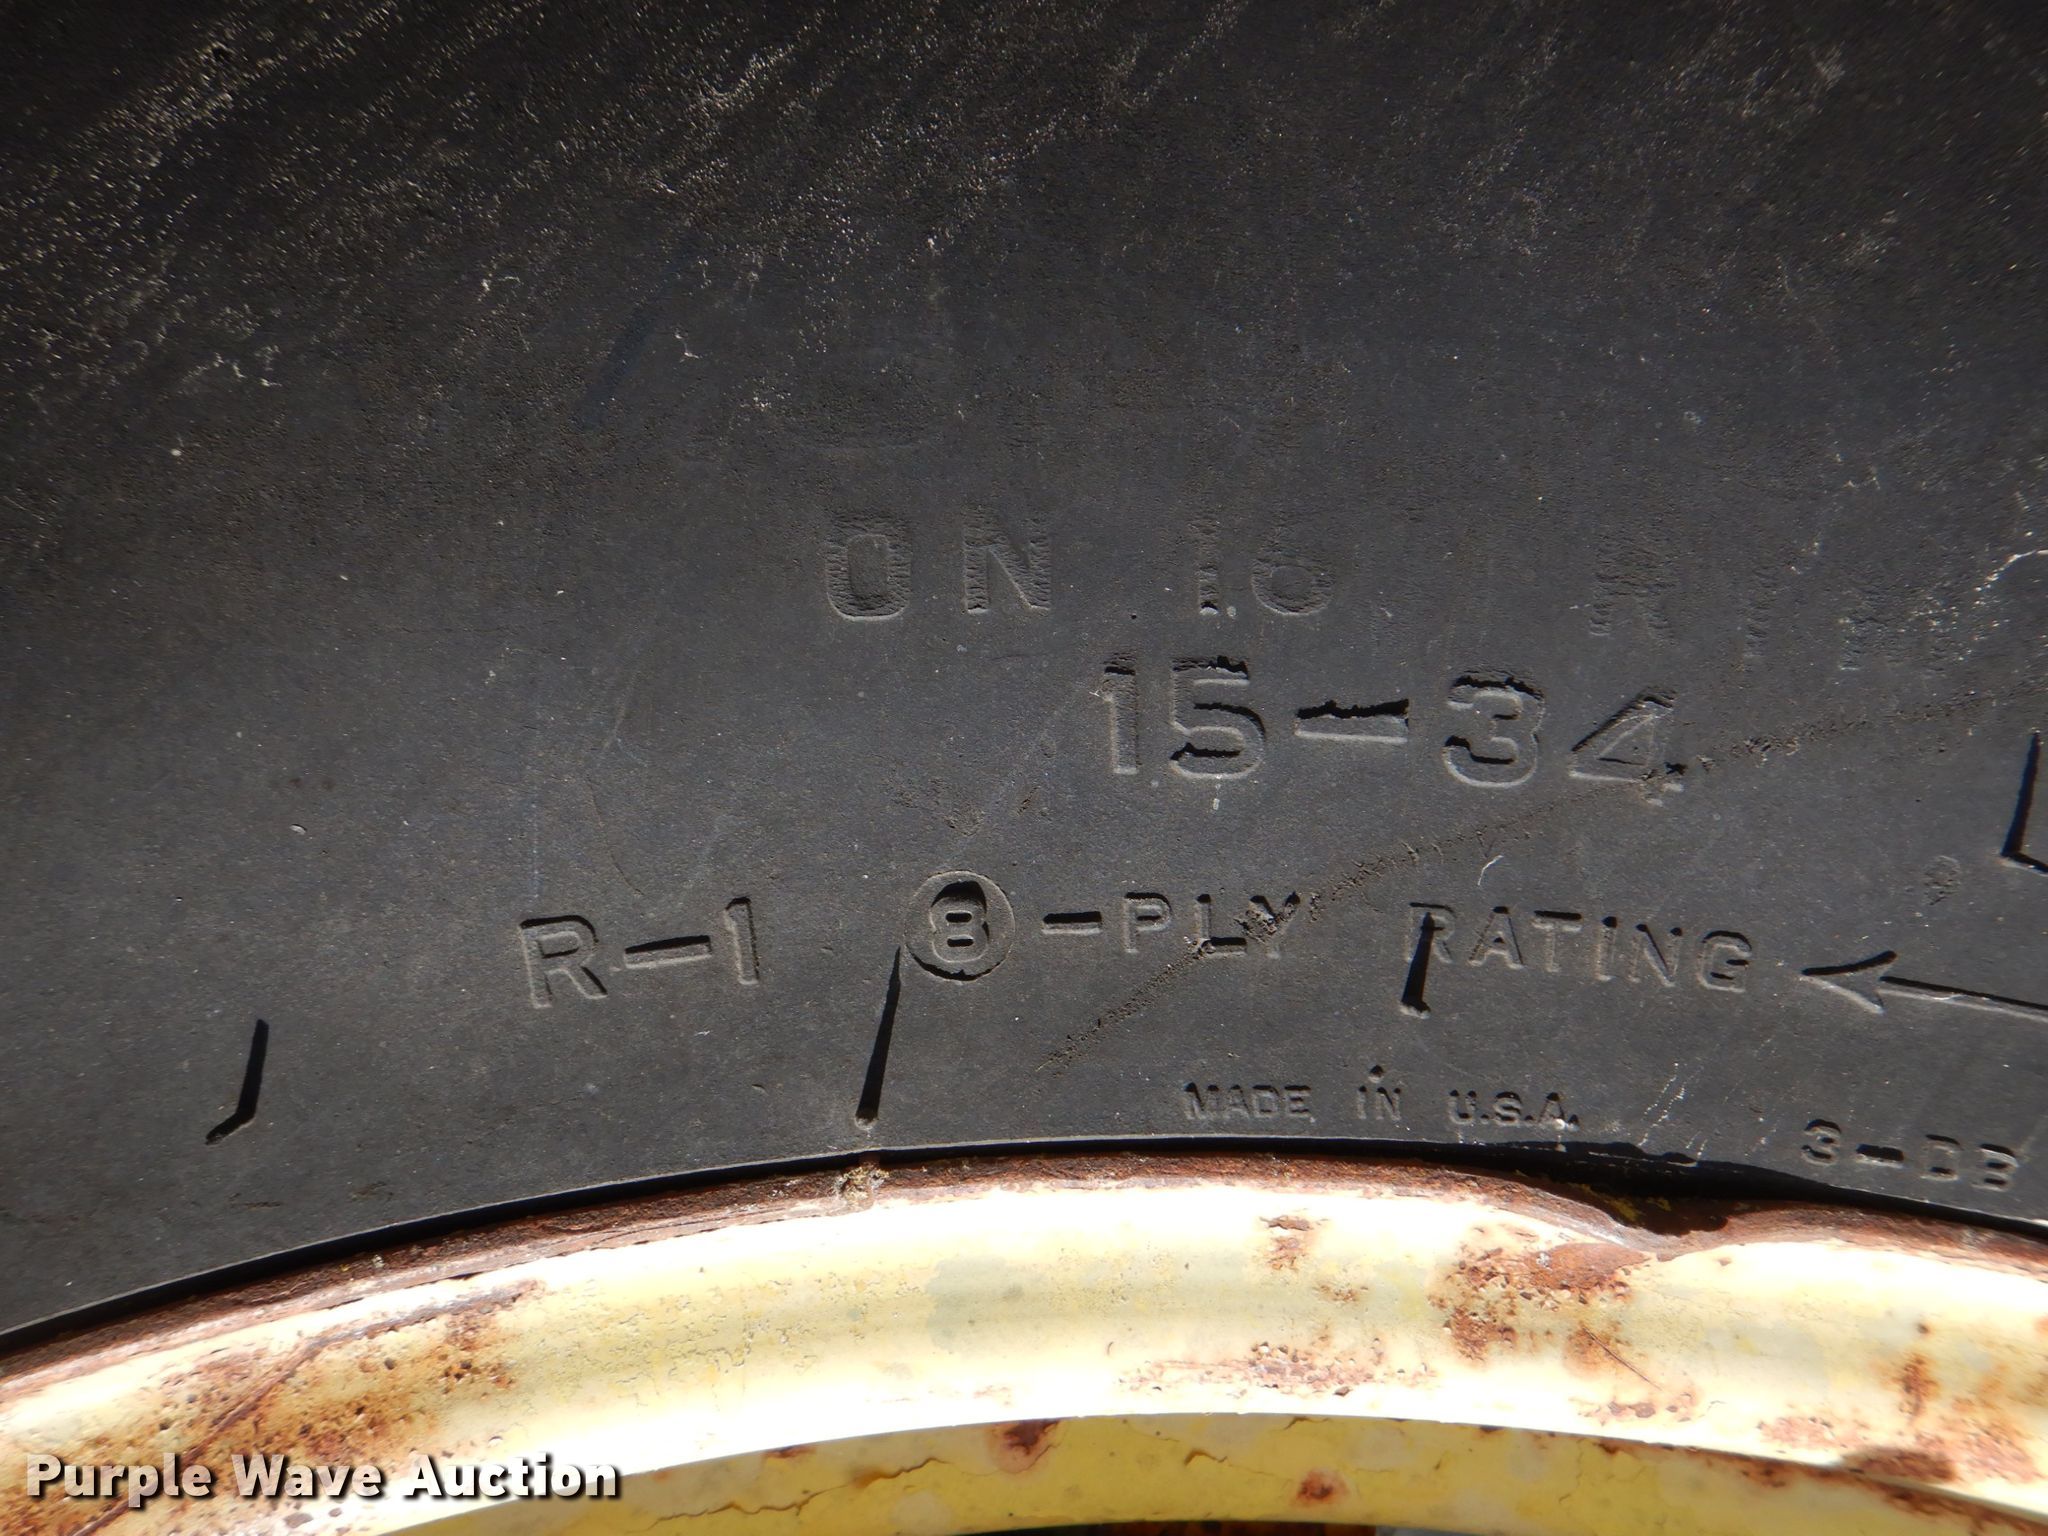 ON 16
15-34
R-1 8-PLY RATING
MADE IN U.S.A.
Purple Wave Auction